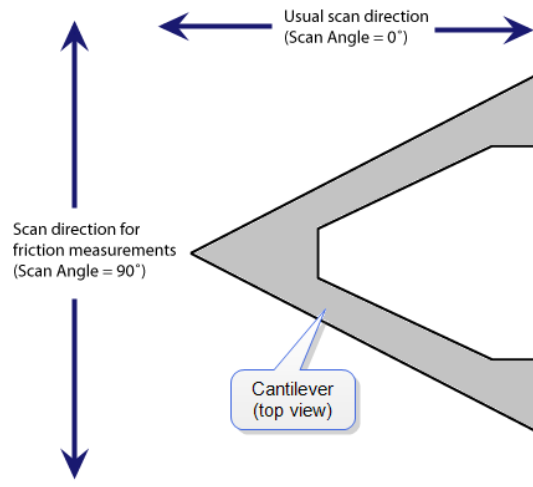 Usual scan direction
(Scan Angle = 0˚)
Scan direction for
friction measurements
(Scan Angle = 90˚)
Cantilever
(top view)